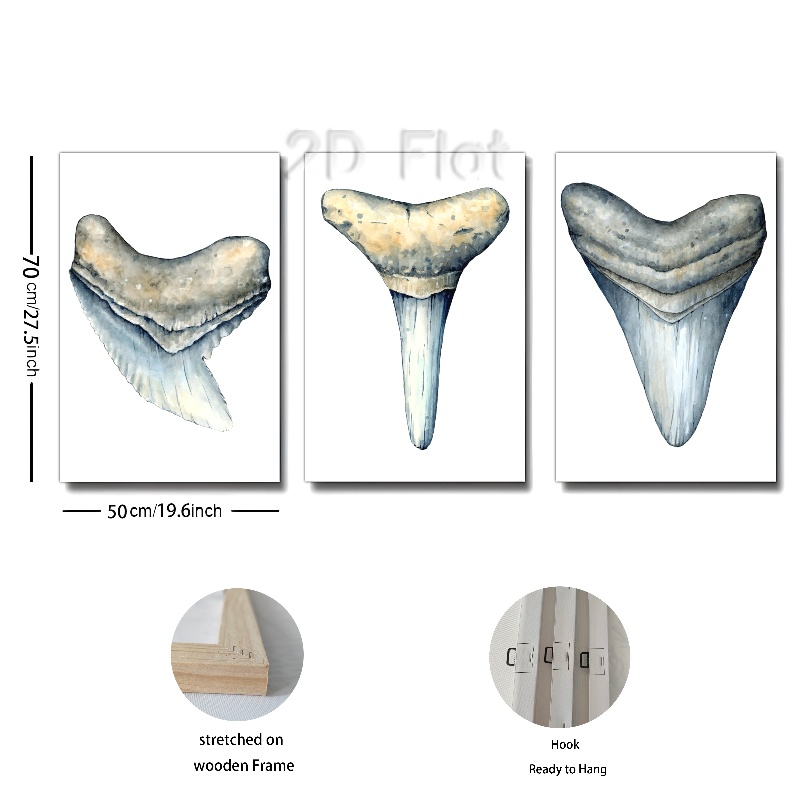 2D Flat
70 cm/27.5inch
50cm/19.6inch
stretched on
wooden Frame
Hook
Ready to Hang